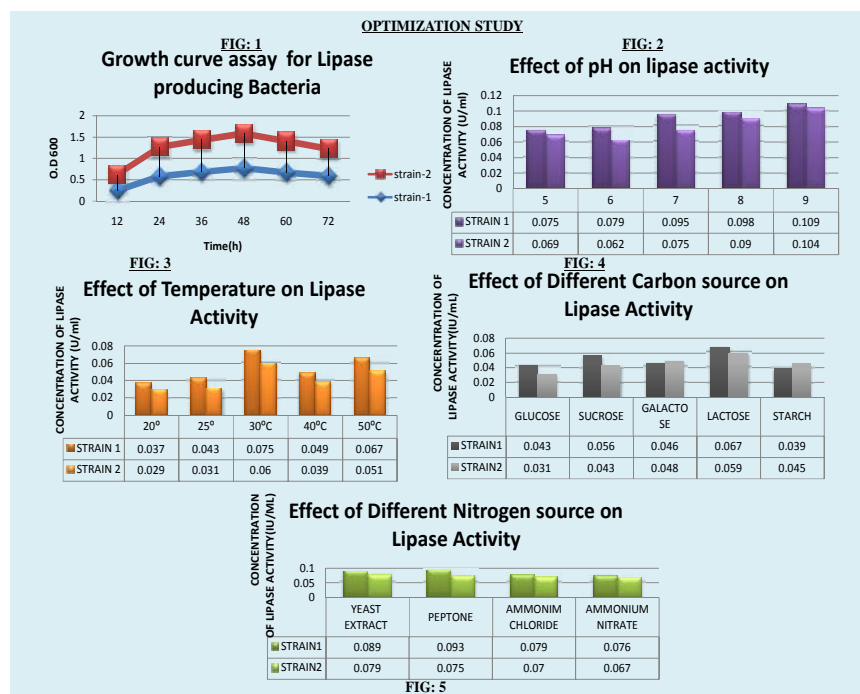 OPTIMIZATION STUDY
FIG: 1
Growth curve assay for Lipase
producing Bacteria
O.D 600
2
1.5
1
0.5
0
12 24 36 48 60 72
Time(h)
strain-2
strain-1
FIG: 2
Effect of pH on lipase activity
CONCENTRATION OF LIPASE
ACTIVITY (U/ml)
0.12
0.1
0.08
0.06
0.04
0.02
0
5 6 7 8 9
STRAIN 1 0.075 0.079 0.095 0.098 0.109
STRAIN 2 0.069 0.062 0.075 0.09 0.104
FIG: 3
Effect of Temperature on Lipase
Activity
CONCENTRATION OF LIPASE
ACTIVITY (U/ml)
0.08
0.06
0.04
0.02
0
20⁰ 25⁰ 30⁰C 40⁰C 50⁰C
STRAIN 1 0.037 0.043 0.075 0.049 0.067
STRAIN 2 0.029 0.031 0.06 0.039 0.051
FIG: 4
Effect of Different Carbon source on
Lipase Activity
CONCERNTRATION OF
LIPASE ACTIVITY(IU/mL)
0.08
0.06
0.04
0.02
0
GLUCOSE SUCROSE GALACTO LACTOSE STARCH
SE
STRAIN1 0.043 0.056 0.046 0.067 0.039
STRAIN2 0.031 0.043 0.048 0.059 0.045
Effect of Different Nitrogen source on
Lipase Activity
CONCENTRATION
OF LIPASE ACTIVITY(IU/ML)
0.1
0.05
0
YEAST PEPTONE AMMONIM AMMONIUM
EXTRACT CHLORIDE NITRATE
STRAIN1 0.089 0.093 0.079 0.076
STRAIN2 0.079 0.075 0.07 0.067
FIG: 5